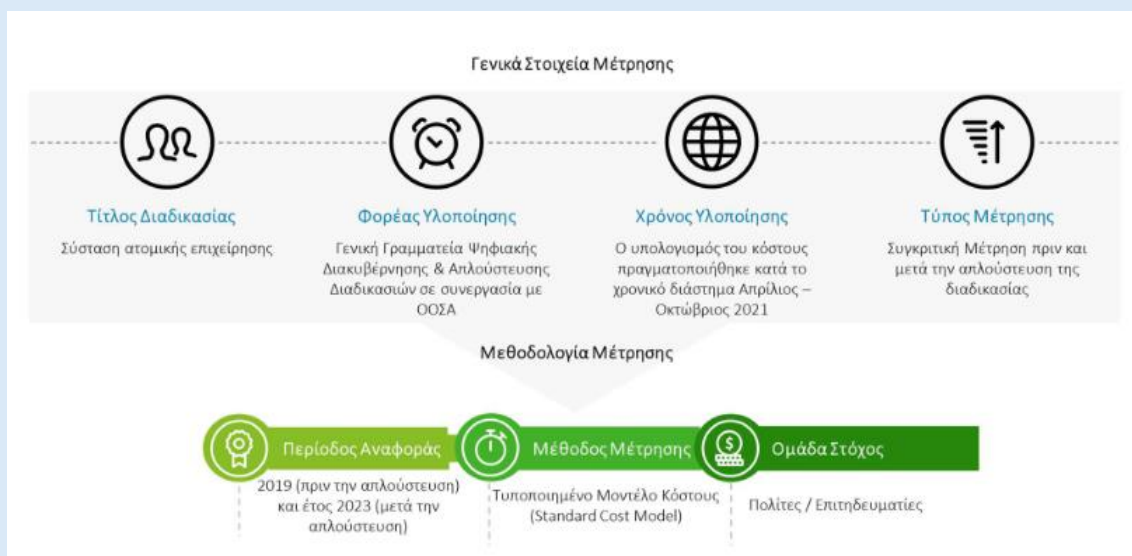 Γενικά Στοιχεία Μέτρησης
Τίτλος Διαδικασίας
Σύσταση ατομικής επιχείρησης
Φορέας Υλοποίησης
Γενική Γραμματεία Ψηφιακής
Διακυβέρνησης & Απλούστευσης
Διαδικασιών σε συνεργασία με
ΟΟΣΑ
Χρόνος Υλοποίησης
Ο υπολογισμός του κόστους
πραγματοποιήθηκε κατά το
χρονικό διάστημα Απρίλιος –
Οκτώβριος 2021
Τύπος Μέτρησης
Συγκριτική Μέτρηση πριν και
μετά την απλούστευση της
διαδικασίας
Μεθοδολογία Μέτρησης
Περίοδος Αναφοράς
2019 (πριν την απλούστευση)
και έτος 2023 (μετά την
απλούστευση)
Μέθοδος Μέτρησης
Τυποποιημένο Μοντέλο Κόστους
(Standard Cost Model)
$
Ομάδα Στόχος
Πολίτες / Επιτηδευματίες